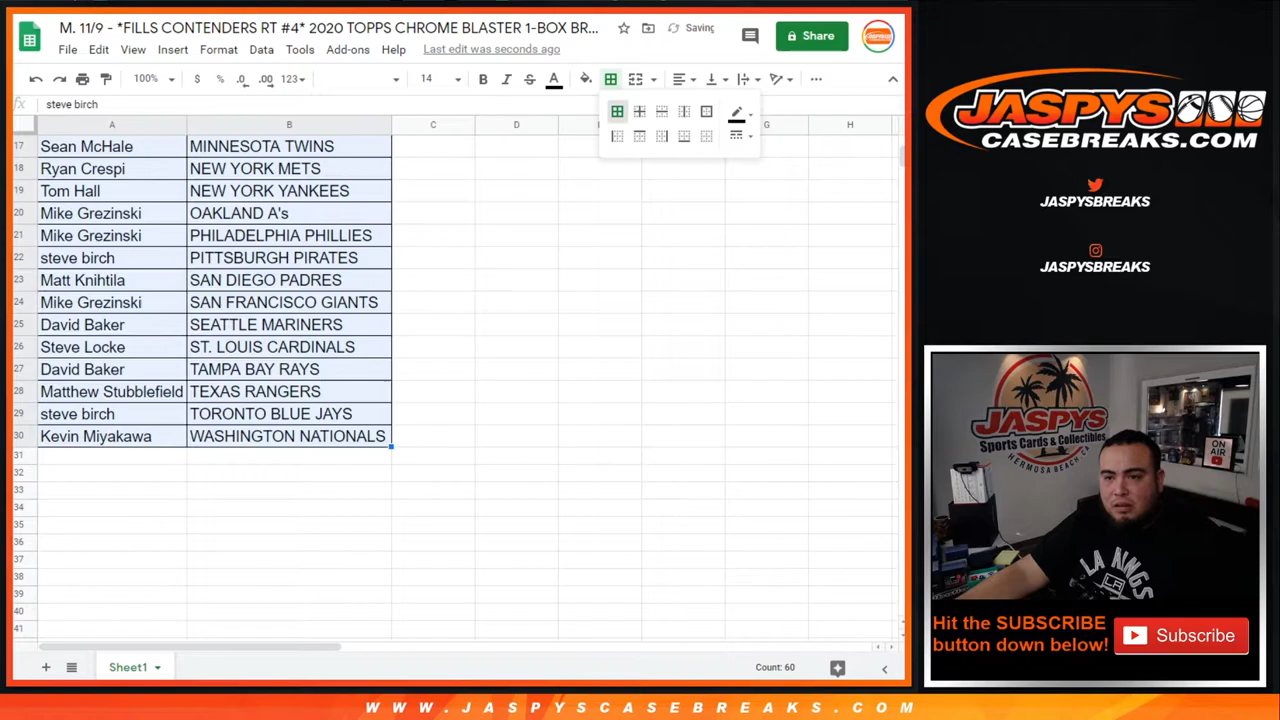 M. 11/9 - *FILLS CONTENDERS RT #4* 2020 TOPPS CHROME BLASTER 1-BOX BR...
Saving
Share
File Edit View Insert Format Data Tools Add-ons Help Last edit was seconds ago
100% $ % .0 .00 123 14 B I S A
fx steve birch
A B C D G H
17 Sean McHale MINNESOTA TWINS
18 Ryan Crespi NEW YORK METS
19 Tom Hall NEW YORK YANKEES
20 Mike Grezinski OAKLAND A's
21 Mike Grezinski PHILADELPHIA PHILLIES
22 steve birch PITTSBURGH PIRATES
23 Matt Knihtila SAN DIEGO PADRES
24 Mike Grezinski SAN FRANCISCO GIANTS
25 David Baker SEATTLE MARINERS
26 Steve Locke ST. LOUIS CARDINALS
27 David Baker TAMPA BAY RAYS
28 Matthew Stubblefield TEXAS RANGERS
29 steve birch TORONTO BLUE JAYS
30 Kevin Miyakawa WASHINGTON NATIONALS
31
32
33
34
35
36
37
38
39
40
41
Sheet1
Count: 60
JASPYS
CASEBREAKS.COM
JASPYSBREAKS
JASPYSBREAKS
JASPYS
Sports Cards & Collectibles
HERMOSA BEACH CA
ON AIR
LA KINGS
Hit the SUBSCRIBE
button down below!
Subscribe
WWW.JASPYSCASEBREAKS.COM